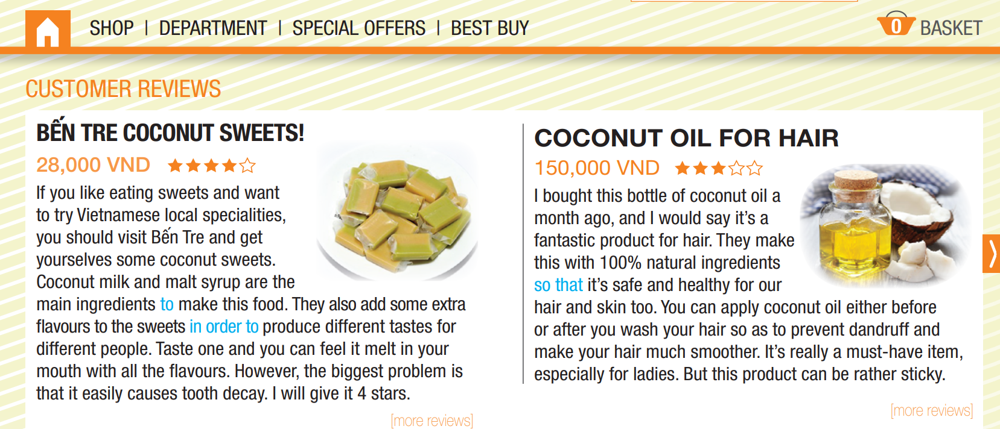 SHOP | DEPARTMENT | SPECIAL OFFERS | BEST BUY
0 BASKET
CUSTOMER REVIEWS
BẾN TRE COCONUT SWEETS!
28,000 VND
If you like eating sweets and want
to try Vietnamese local specialities,
you should visit Bến Tre and get
yourselves some coconut sweets.
Coconut milk and malt syrup are the
main ingredients to make this food. They also add some extra
flavours to the sweets in order to produce different tastes for
different people. Taste one and you can feel it melt in your
mouth with all the flavours. However, the biggest problem is
that it easily causes tooth decay. I will give it 4 stars.
[more reviews]
COCONUT OIL FOR HAIR
150,000 VND
I bought this bottle of coconut oil a
month ago, and I would say it's a
fantastic product for hair. They make
this with 100% natural ingredients
so that it's safe and healthy for our
hair and skin too. You can apply coconut oil either before
or after you wash your hair so as to prevent dandruff and
make your hair much smoother. It's really a must-have item,
especially for ladies. But this product can be rather sticky.
[more reviews]